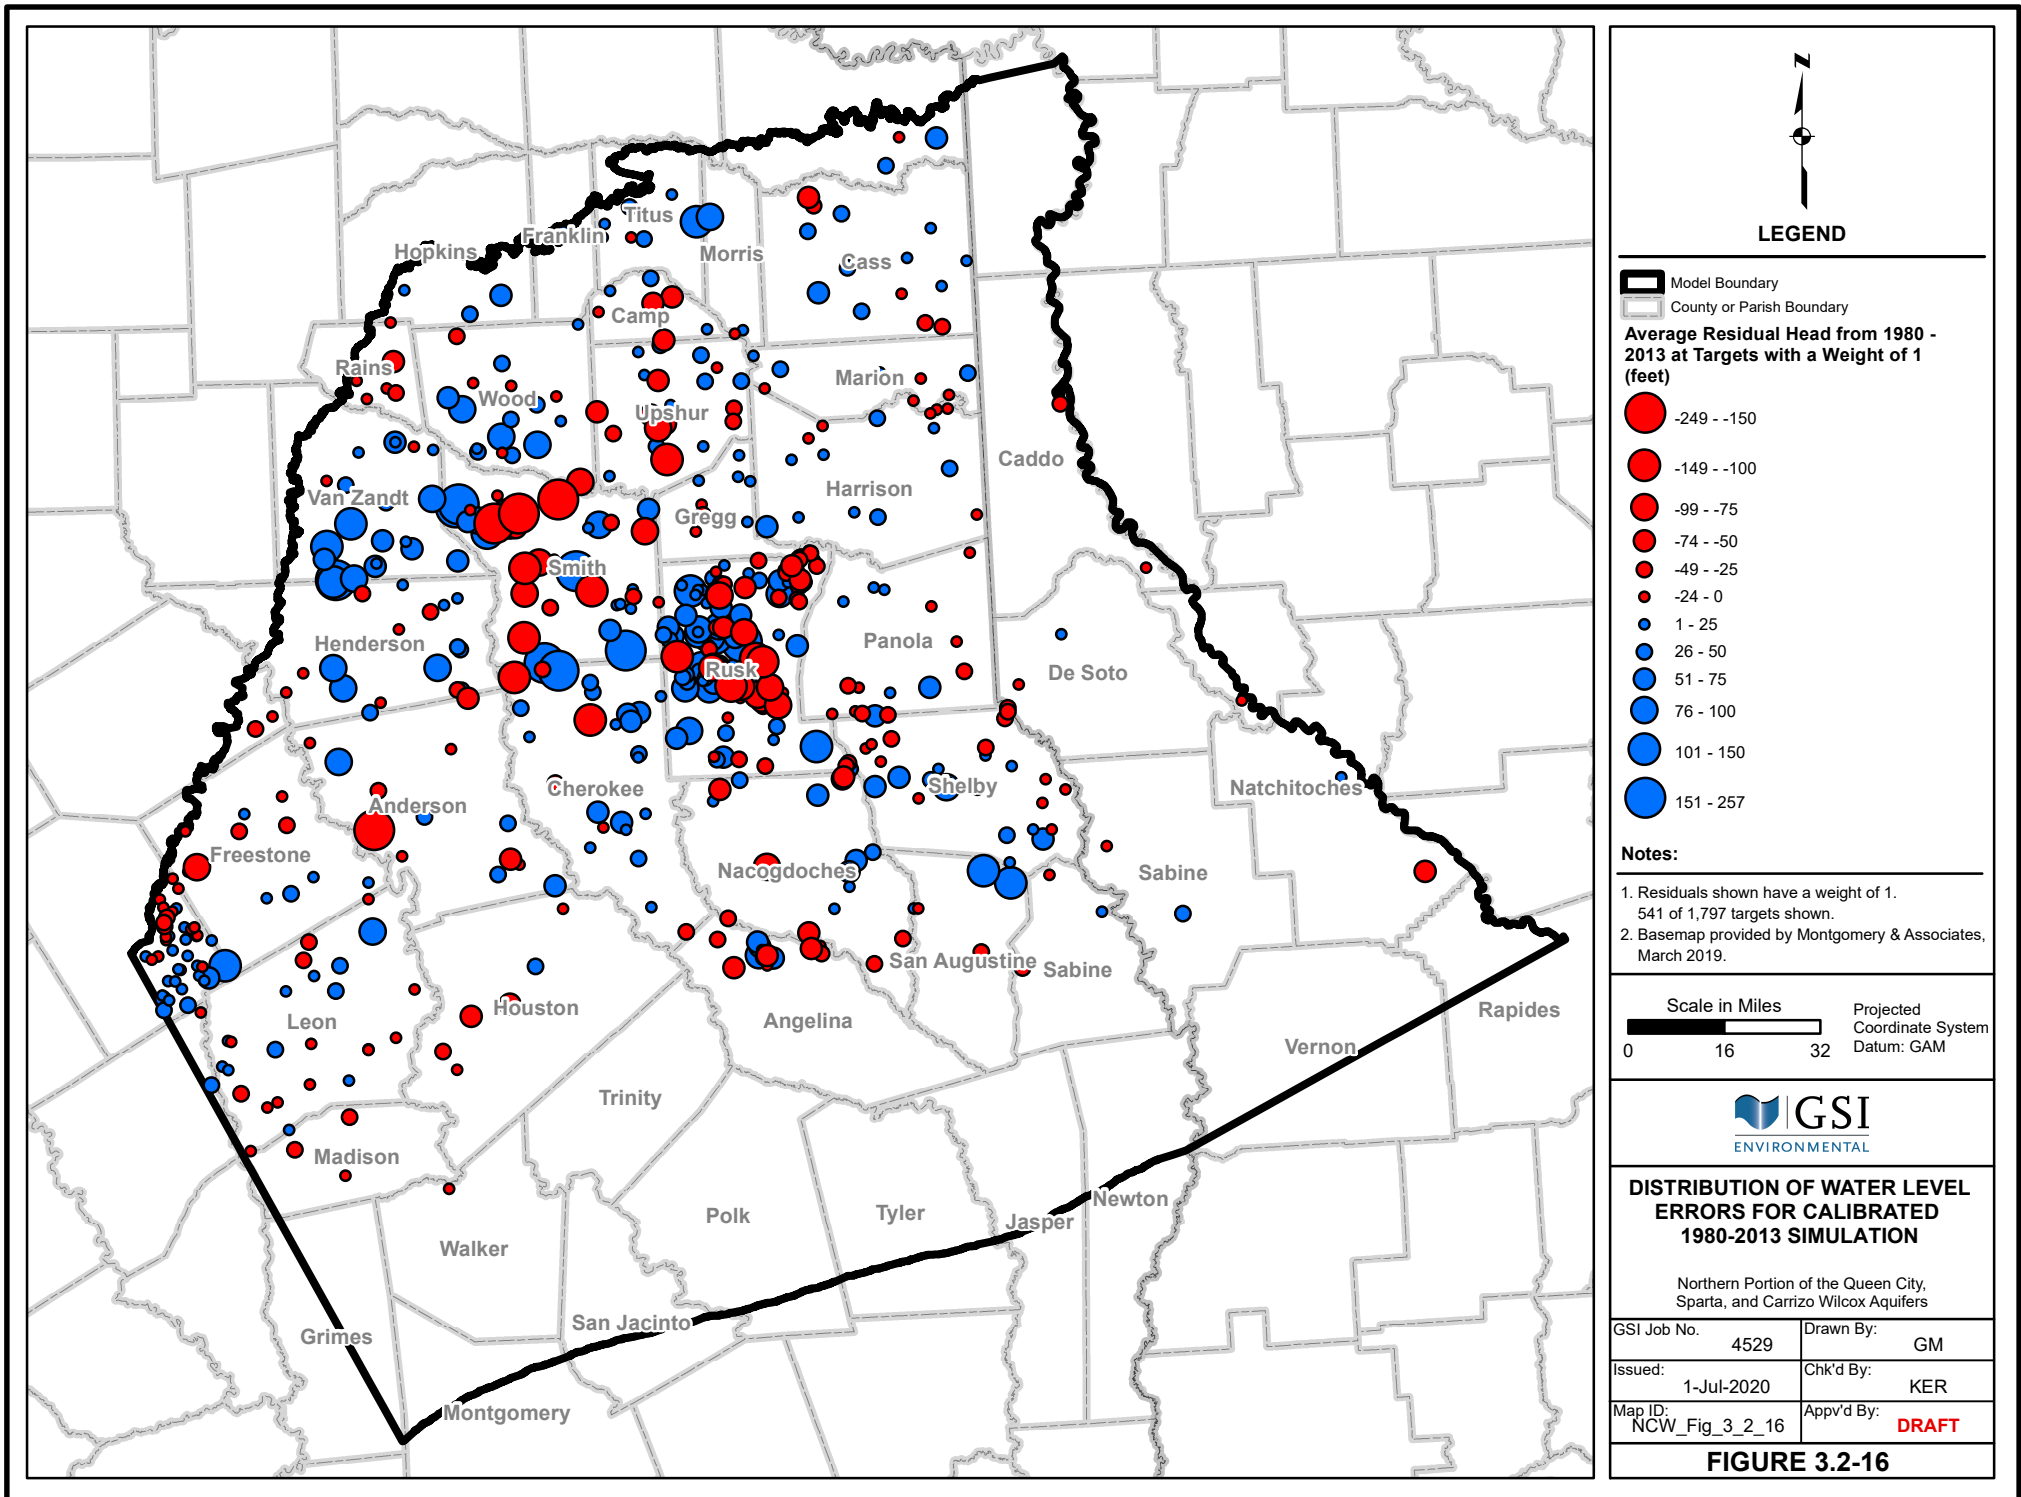 Titus
Franklin
Hopkins
Morris
Cass
Camp
Rains
Marion
Wood
Upshur
Caddo
Van Zandt
Harrison
Gregg
Smith
Henderson
Panola
Rusk
De Soto
Cherokee
Shelby
Natchitoches
Anderson
Freestone
Nacogdoches
Sabine
San Augustine
Sabine
Houston
Leon
Angelina
Rapides
Vernon
Trinity
Madison
Newton
Polk
Tyler
Jasper
Walker
San Jacinto
Grimes
Montgomery
N
LEGEND
Model Boundary
County or Parish Boundary
Average Residual Head from 1980 -
2013 at Targets with a Weight of 1
(feet)
-249 - -150
-149 - -100
-99 - -75
-74 - -50
-49 - -25
-24 - 0
1 - 25
26 - 50
51 - 75
76 - 100
101 - 150
151 - 257
Notes:
1. Residuals shown have a weight of 1.
541 of 1,797 targets shown.
2. Basemap provided by Montgomery & Associates,
March 2019.
Scale in Miles
0 16 32
Projected
Coordinate System
Datum: GAM
GSI
ENVIRONMENTAL
DISTRIBUTION OF WATER LEVEL
ERRORS FOR CALIBRATED
1980-2013 SIMULATION
Northern Portion of the Queen City,
Sparta, and Carrizo Wilcox Aquifers
GSI Job No. 4529
Drawn By: GM
Issued: 1-Jul-2020
Chk'd By: KER
Map ID: NCW_Fig_3_2_16
Appv'd By: DRAFT
FIGURE 3.2-16